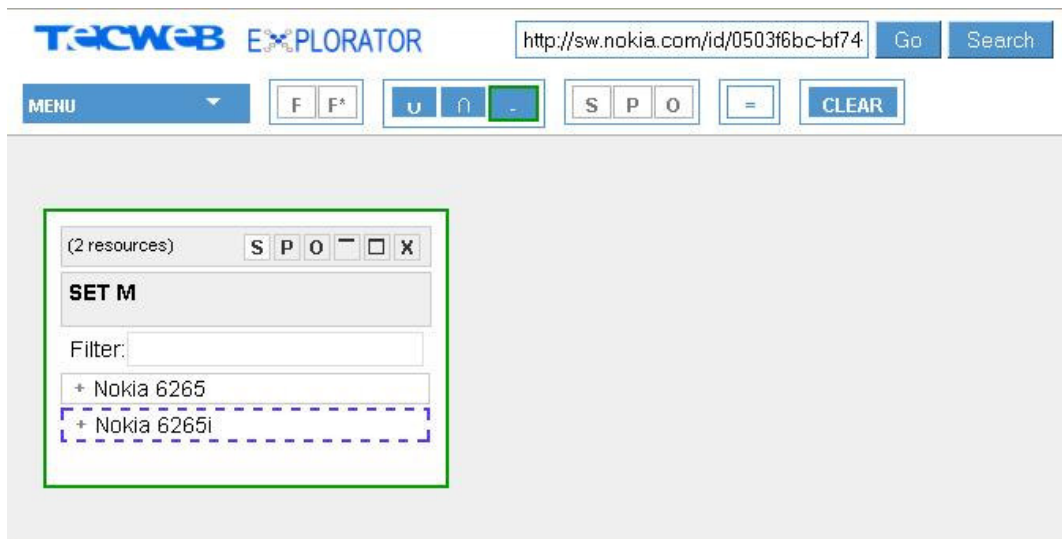 TecWeb EXPLORATOR http://sw.nokia.com/id/0503f6bc-bf74- Go Search
MENU F F* ∪ ∩ - S P O = CLEAR
(2 resources) S P O X
SET M
Filter:
+ Nokia 6265
+ Nokia 6265i